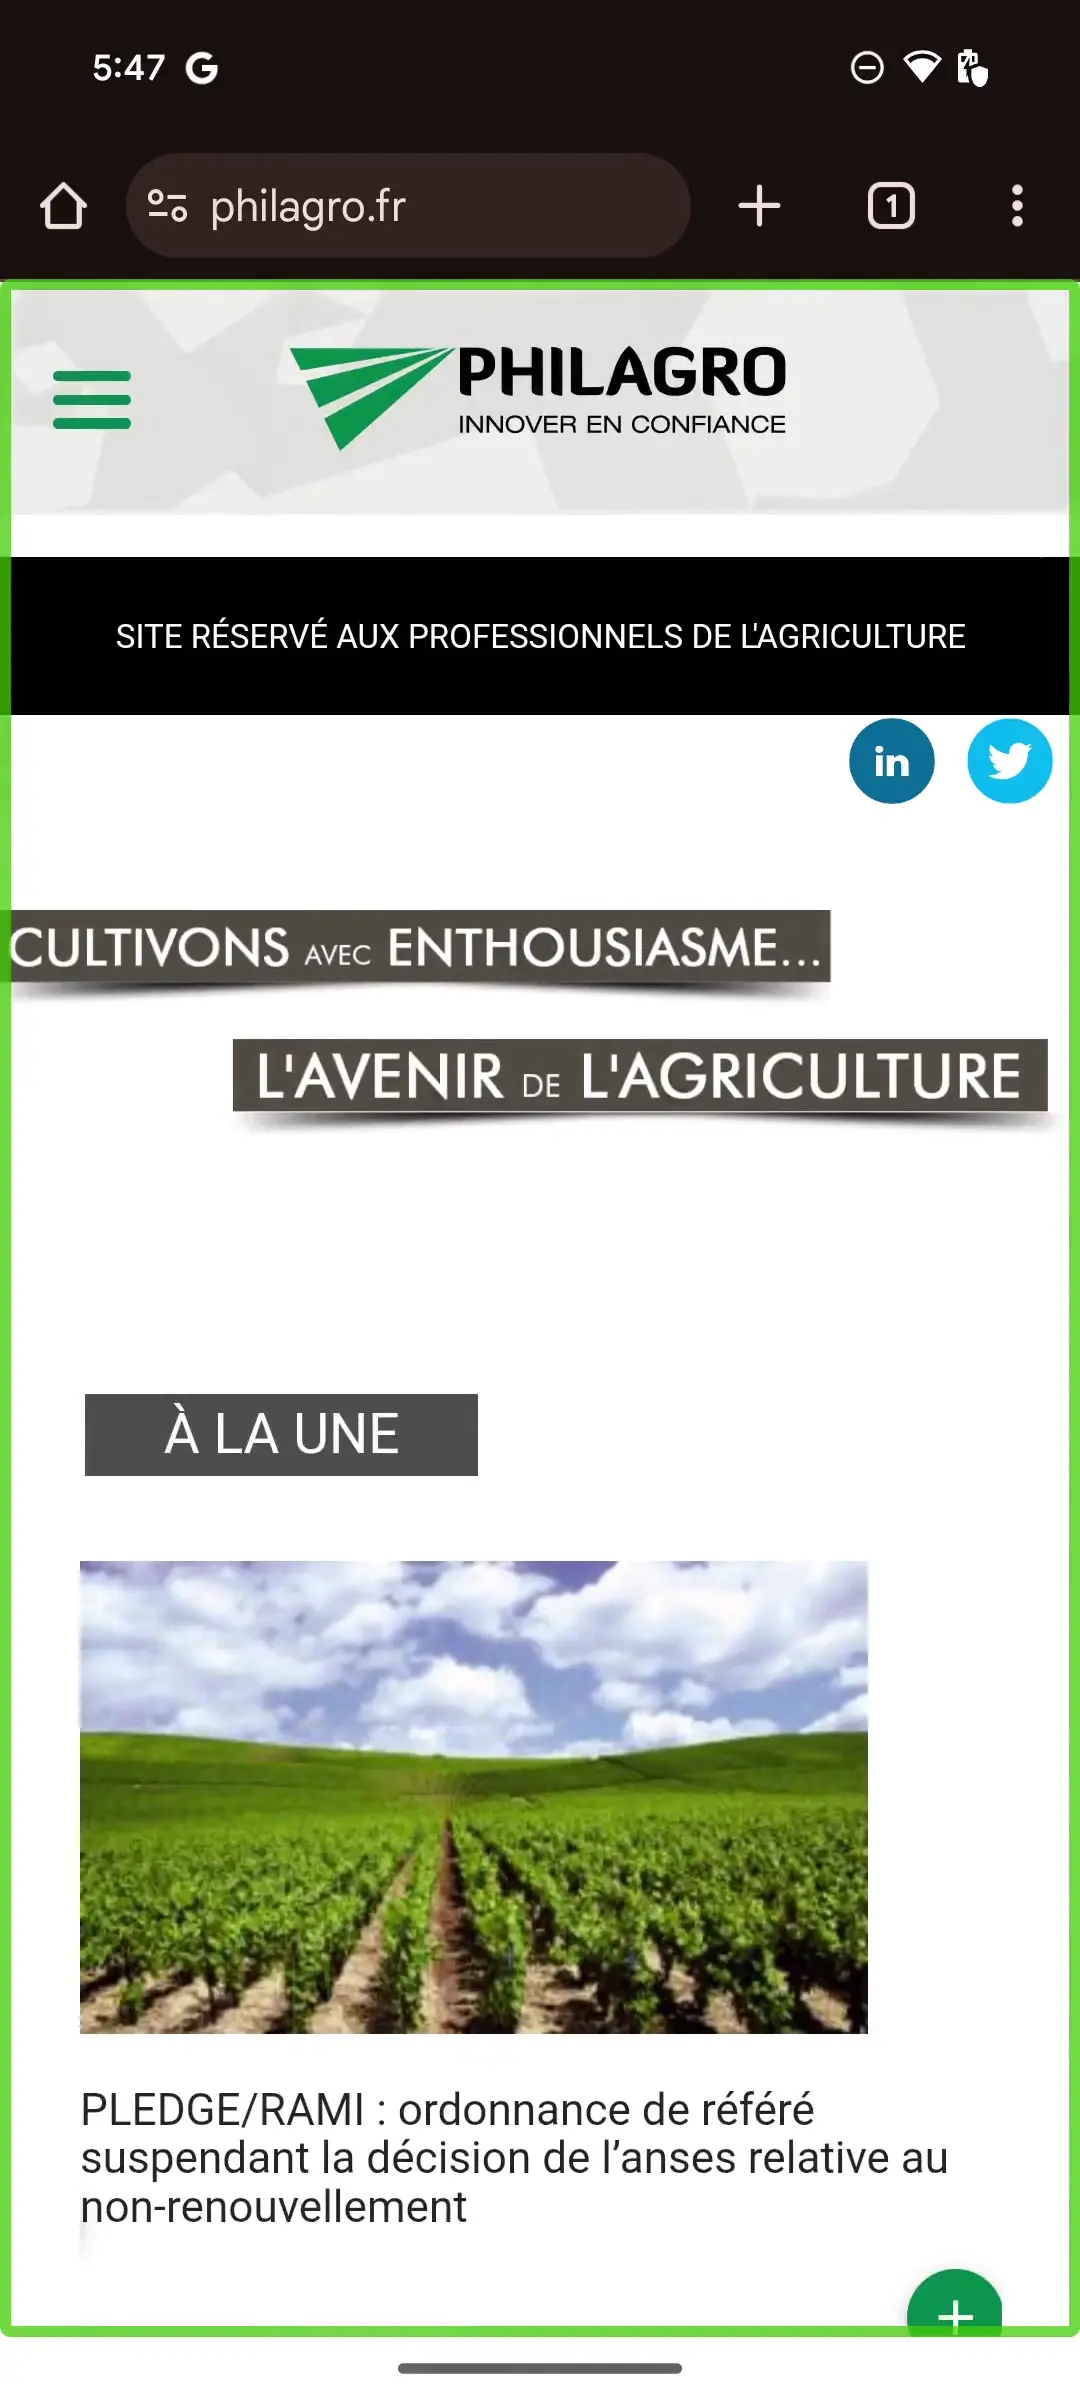 5:47
philagro.fr
1
PHILAGRO
INNOVER EN CONFIANCE
SITE RÉSERVÉ AUX PROFESSIONNELS DE L'AGRICULTURE
in
CULTIVONS AVEC ENTHOUSIASME...
L'AVENIR DE L'AGRICULTURE
À LA UNE
PLEDGE/RAMI : ordonnance de référé
suspendant la décision de l’anses relative au
non-renouvellement